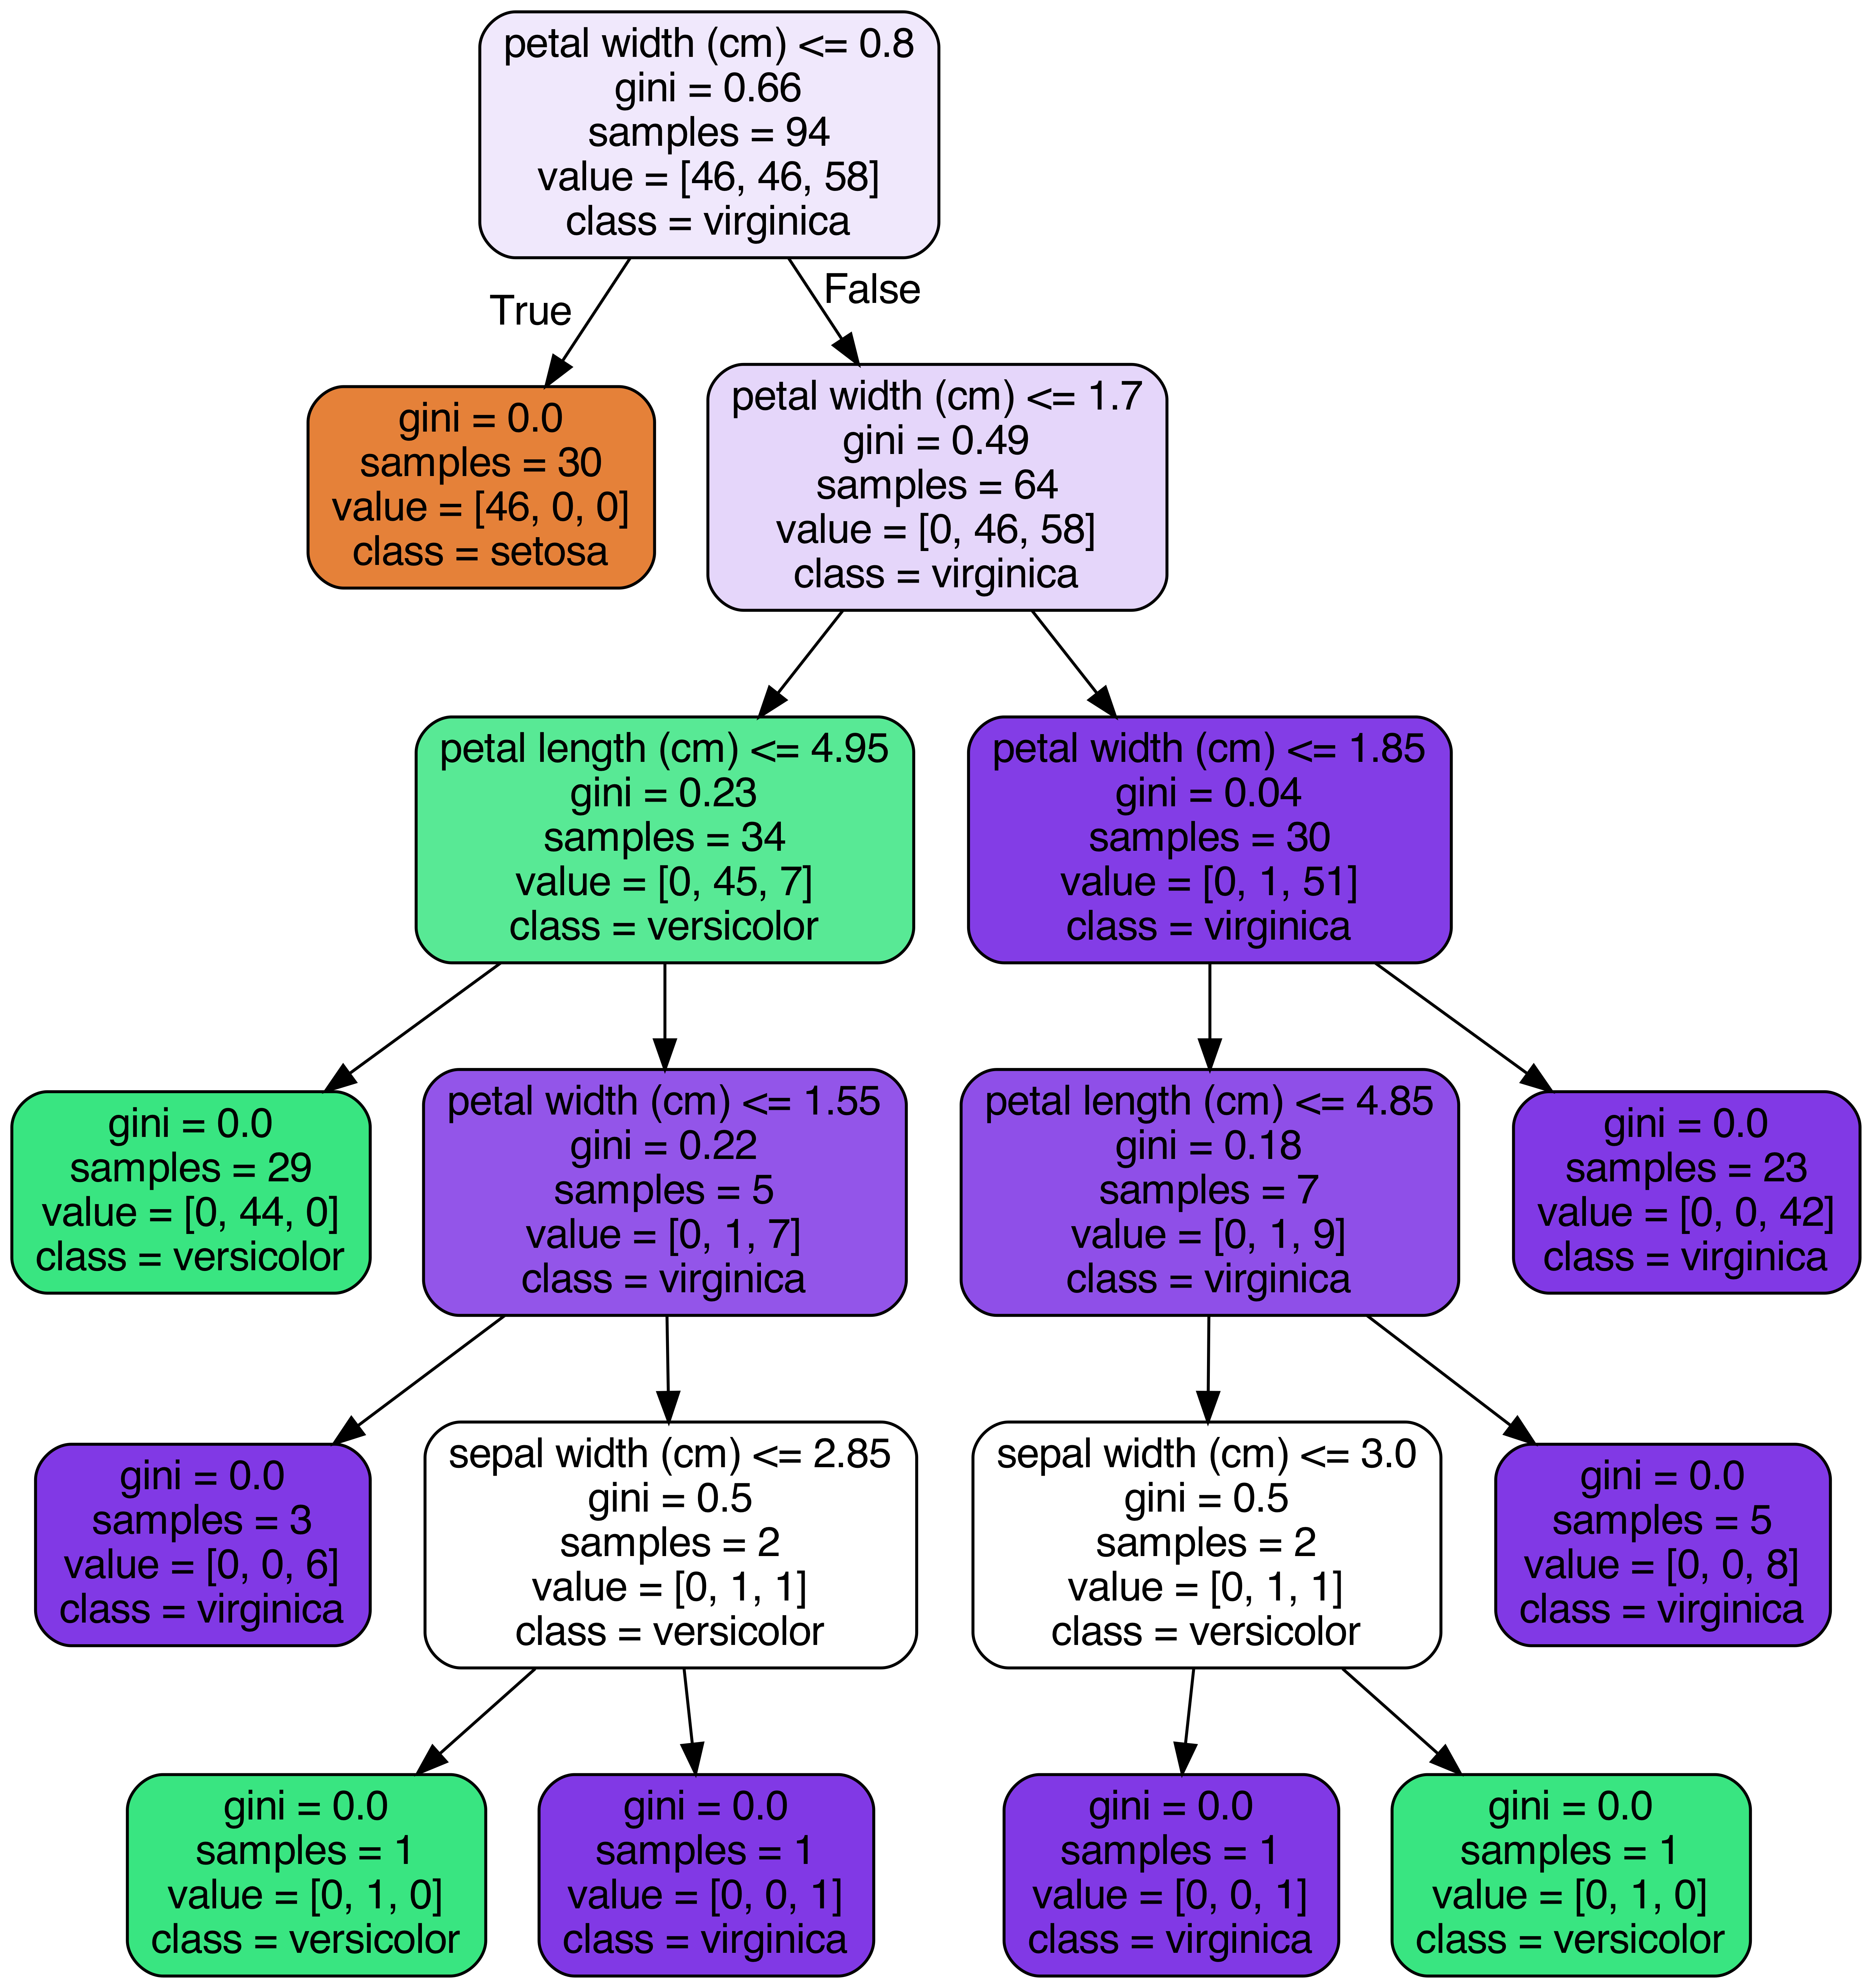 petal width (cm) <= 0.8
gini = 0.66
samples = 94
value = [46, 46, 58]
class = virginica
True
False
gini = 0.0
samples = 30
value = [46, 0, 0]
class = setosa
petal width (cm) <= 1.7
gini = 0.49
samples = 64
value = [0, 46, 58]
class = virginica
petal length (cm) <= 4.95
gini = 0.23
samples = 34
value = [0, 45, 7]
class = versicolor
petal width (cm) <= 1.85
gini = 0.04
samples = 30
value = [0, 1, 51]
class = virginica
gini = 0.0
samples = 29
value = [0, 44, 0]
class = versicolor
petal width (cm) <= 1.55
gini = 0.22
samples = 5
value = [0, 1, 7]
class = virginica
petal length (cm) <= 4.85
gini = 0.18
samples = 7
value = [0, 1, 9]
class = virginica
gini = 0.0
samples = 23
value = [0, 0, 42]
class = virginica
gini = 0.0
samples = 3
value = [0, 0, 6]
class = virginica
sepal width (cm) <= 2.85
gini = 0.5
samples = 2
value = [0, 1, 1]
class = versicolor
sepal width (cm) <= 3.0
gini = 0.5
samples = 2
value = [0, 1, 1]
class = versicolor
gini = 0.0
samples = 5
value = [0, 0, 8]
class = virginica
gini = 0.0
samples = 1
value = [0, 1, 0]
class = versicolor
gini = 0.0
samples = 1
value = [0, 0, 1]
class = virginica
gini = 0.0
samples = 1
value = [0, 0, 1]
class = virginica
gini = 0.0
samples = 1
value = [0, 1, 0]
class = versicolor